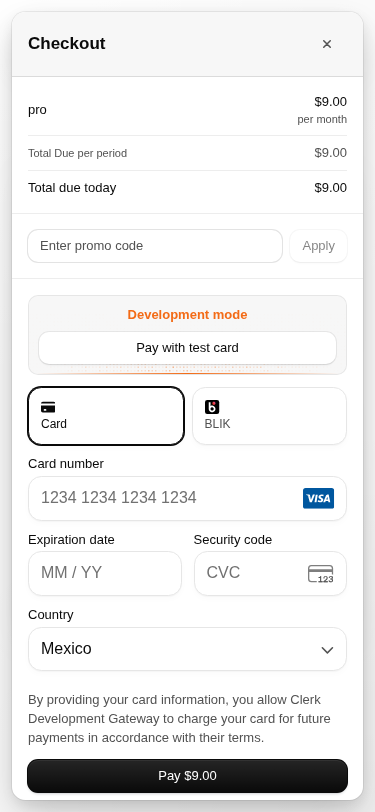 Checkout
pro
$9.00
per month
Total Due per period
$9.00
Total due today
$9.00
Enter promo code
Apply
Development mode
Pay with test card
Card
BLIK
Card number
1234 1234 1234 1234
VISA
Expiration date
Security code
MM / YY
CVC
123
Country
Mexico
By providing your card information, you allow Clerk
Development Gateway to charge your card for future
payments in accordance with their terms.
Pay $9.00